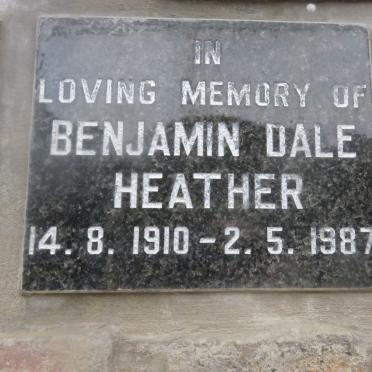 IN
LOVING MEMORY OF
BENJAMIN DALE
HEATHER
14. 8. 1910 - 2. 5. 1987